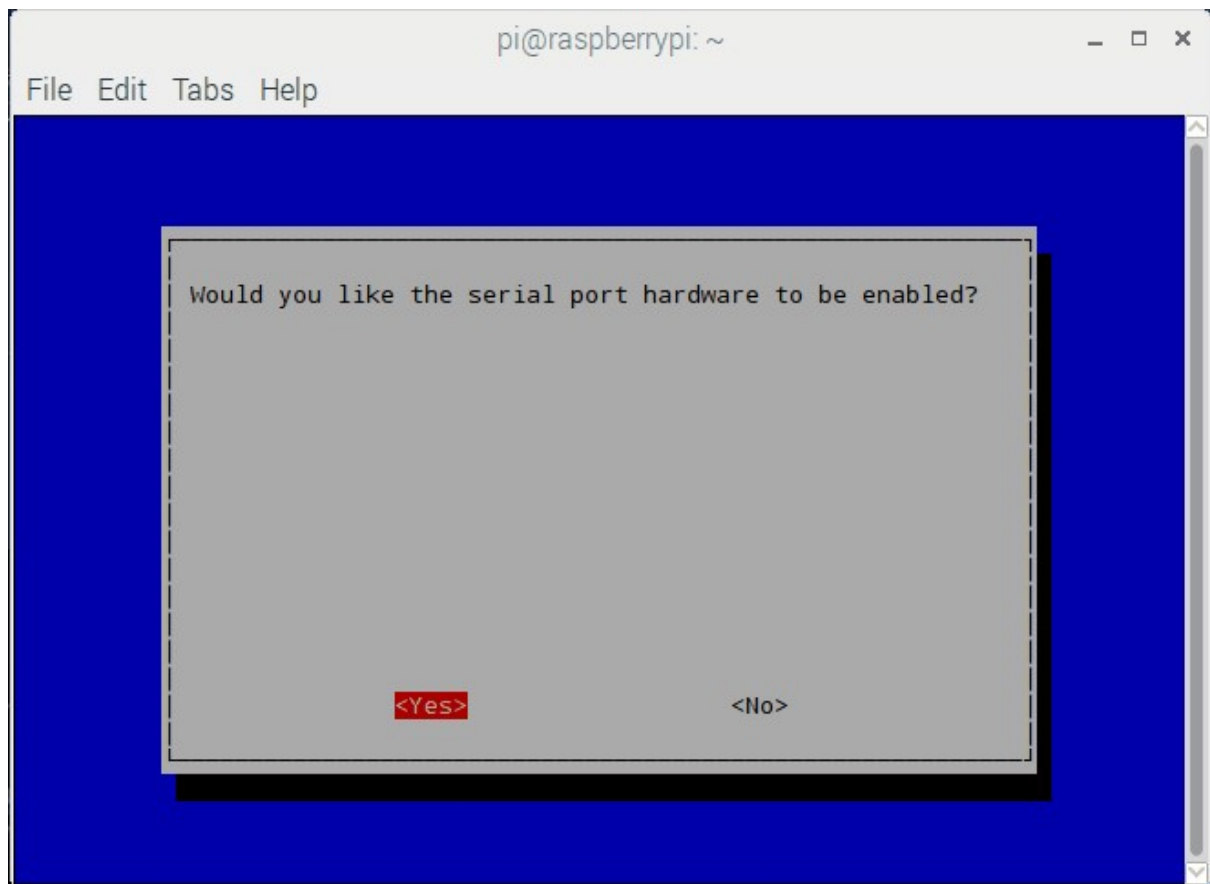 pi@raspberrypi: ~
File Edit Tabs Help
Would you like the serial port hardware to be enabled?
<Yes> <No>